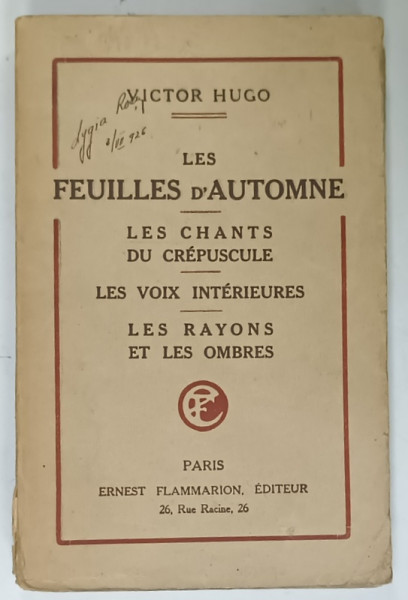 VICTOR HUGO
Lygia
LES
FEUILLES D'AUTOMNE
LES CHANTS
DU CRÉPUSCULE
LES VOIX INTÉRIEURES
LES RAYONS
ET LES OMBRES
PARIS
ERNEST FLAMMARION, ÉDITEUR
26, Rue Racine, 26